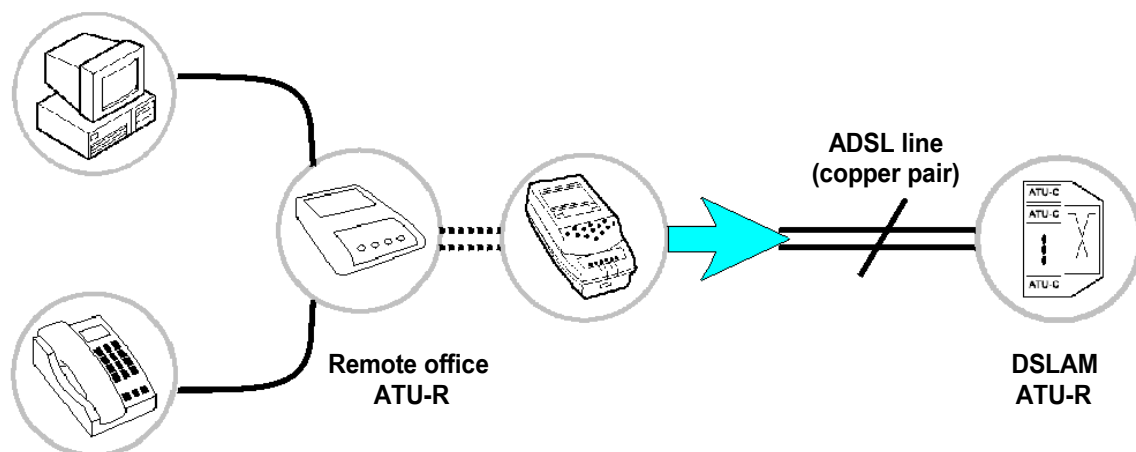 ADSL line
(copper pair)
ATU-C
ATU-C
ATU-C
Remote office
ATU-R
DSLAM
ATU-R